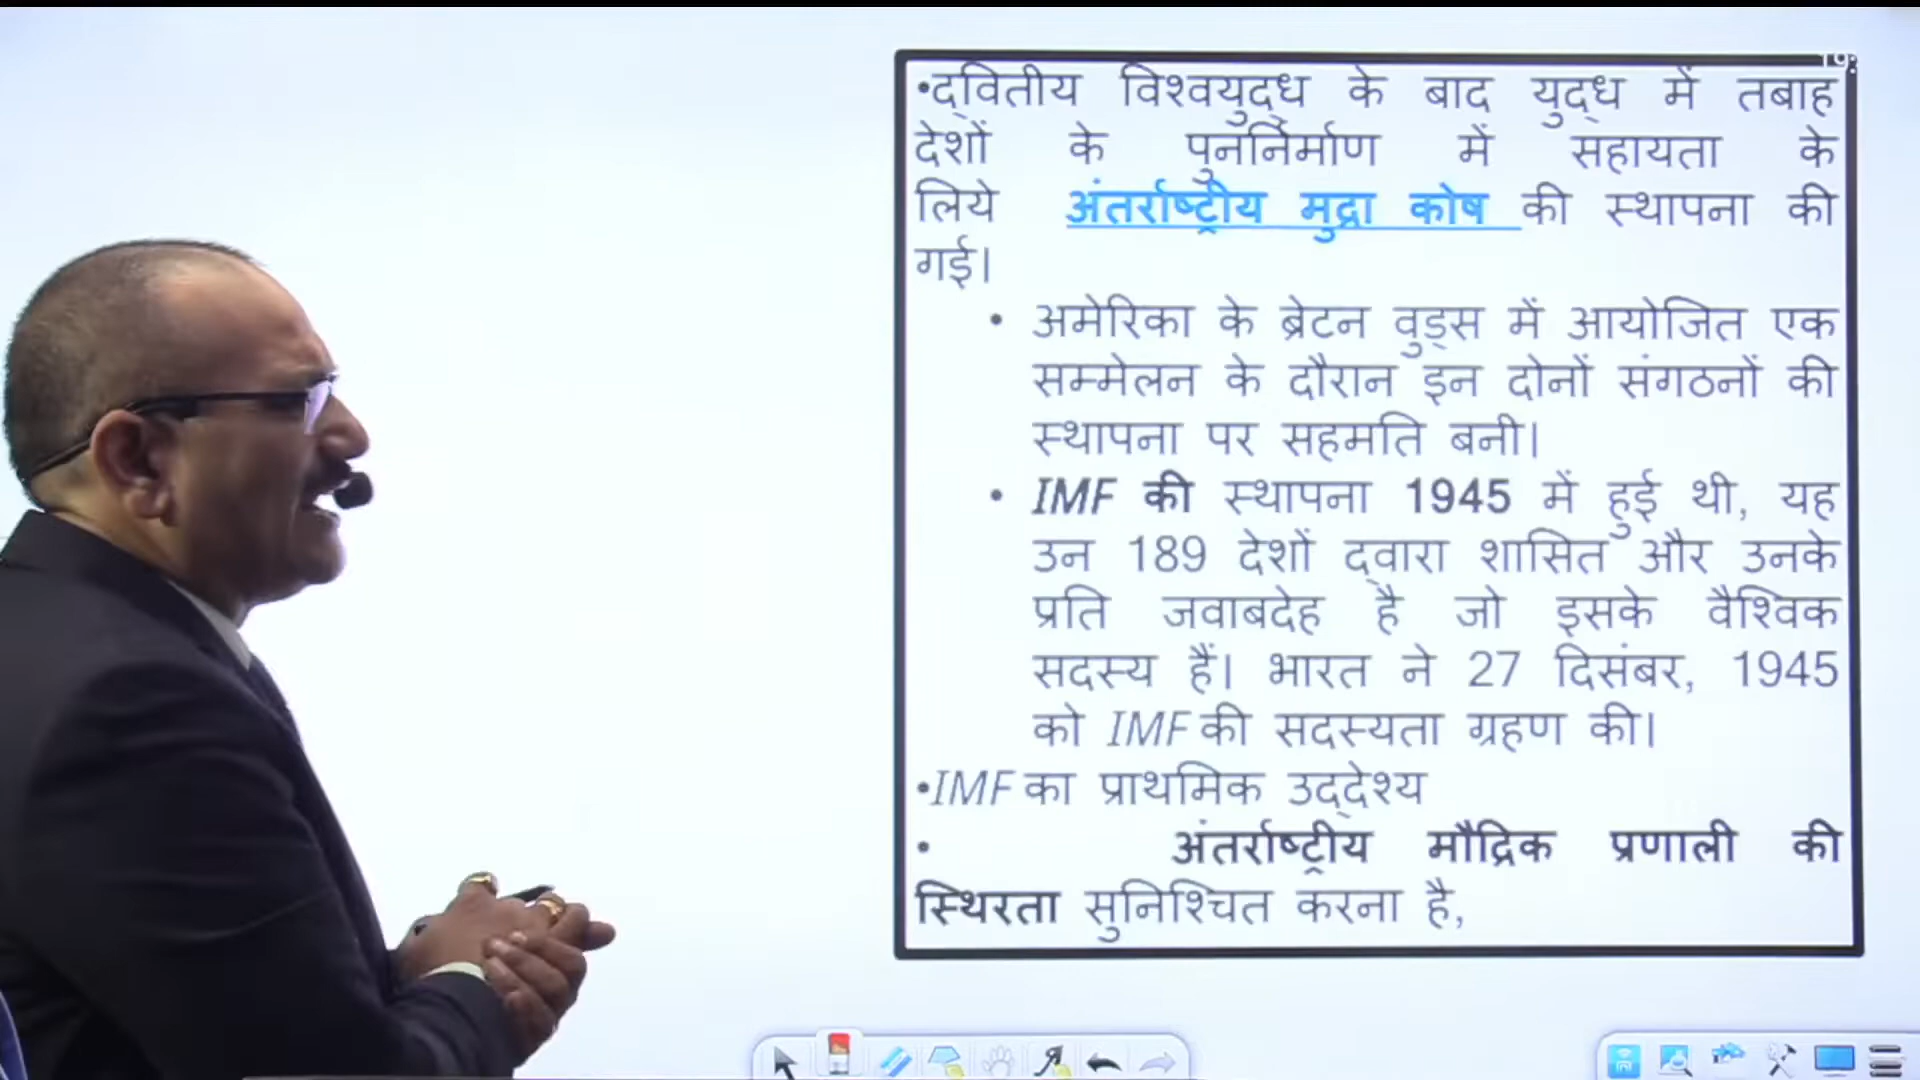 •द्वितीय विश्वयुद्ध के बाद युद्ध में तबाह
देशों के पुनर्निर्माण में सहायता के
लिये अंतर्राष्ट्रीय मुद्रा कोष की स्थापना की
गई।
• अमेरिका के ब्रेटन वुड्स में आयोजित एक
सम्मेलन के दौरान इन दोनों संगठनों की
स्थापना पर सहमति बनी।
• IMF की स्थापना 1945 में हुई थी, यह
उन 189 देशों द्वारा शासित और उनके
प्रति जवाबदेह है जो इसके वैश्विक
सदस्य हैं। भारत ने 27 दिसंबर, 1945
को IMF की सदस्यता ग्रहण की।
•IMF का प्राथमिक उद्देश्य
• अंतर्राष्ट्रीय मौद्रिक प्रणाली की
स्थिरता सुनिश्चित करना है,